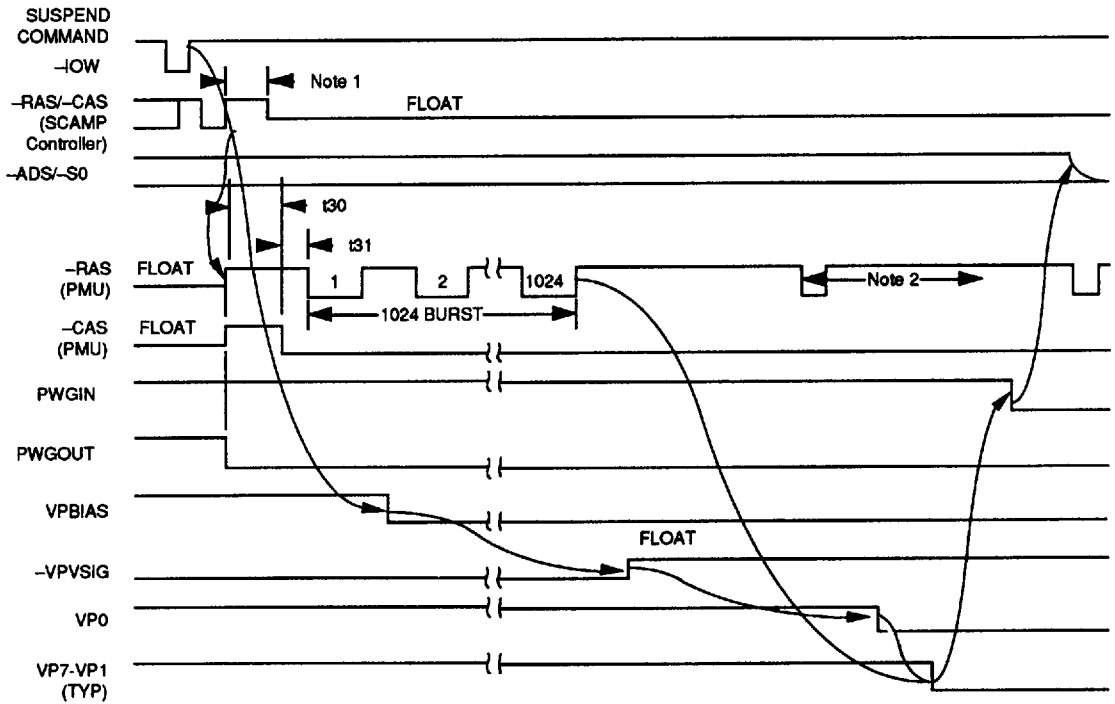 SUSPEND
COMMAND
–IOW
Note 1
–RAS/–CAS
(SCAMP
Controller)
FLOAT
–ADS/–S0
t30
t31
–RAS
(PMU)
FLOAT
1
2
1024
Note 2
1024 BURST
–CAS
(PMU)
FLOAT
PWGIN
PWGOUT
VPBIAS
FLOAT
–VPVSIG
VP0
VP7-VP1
(TYP)